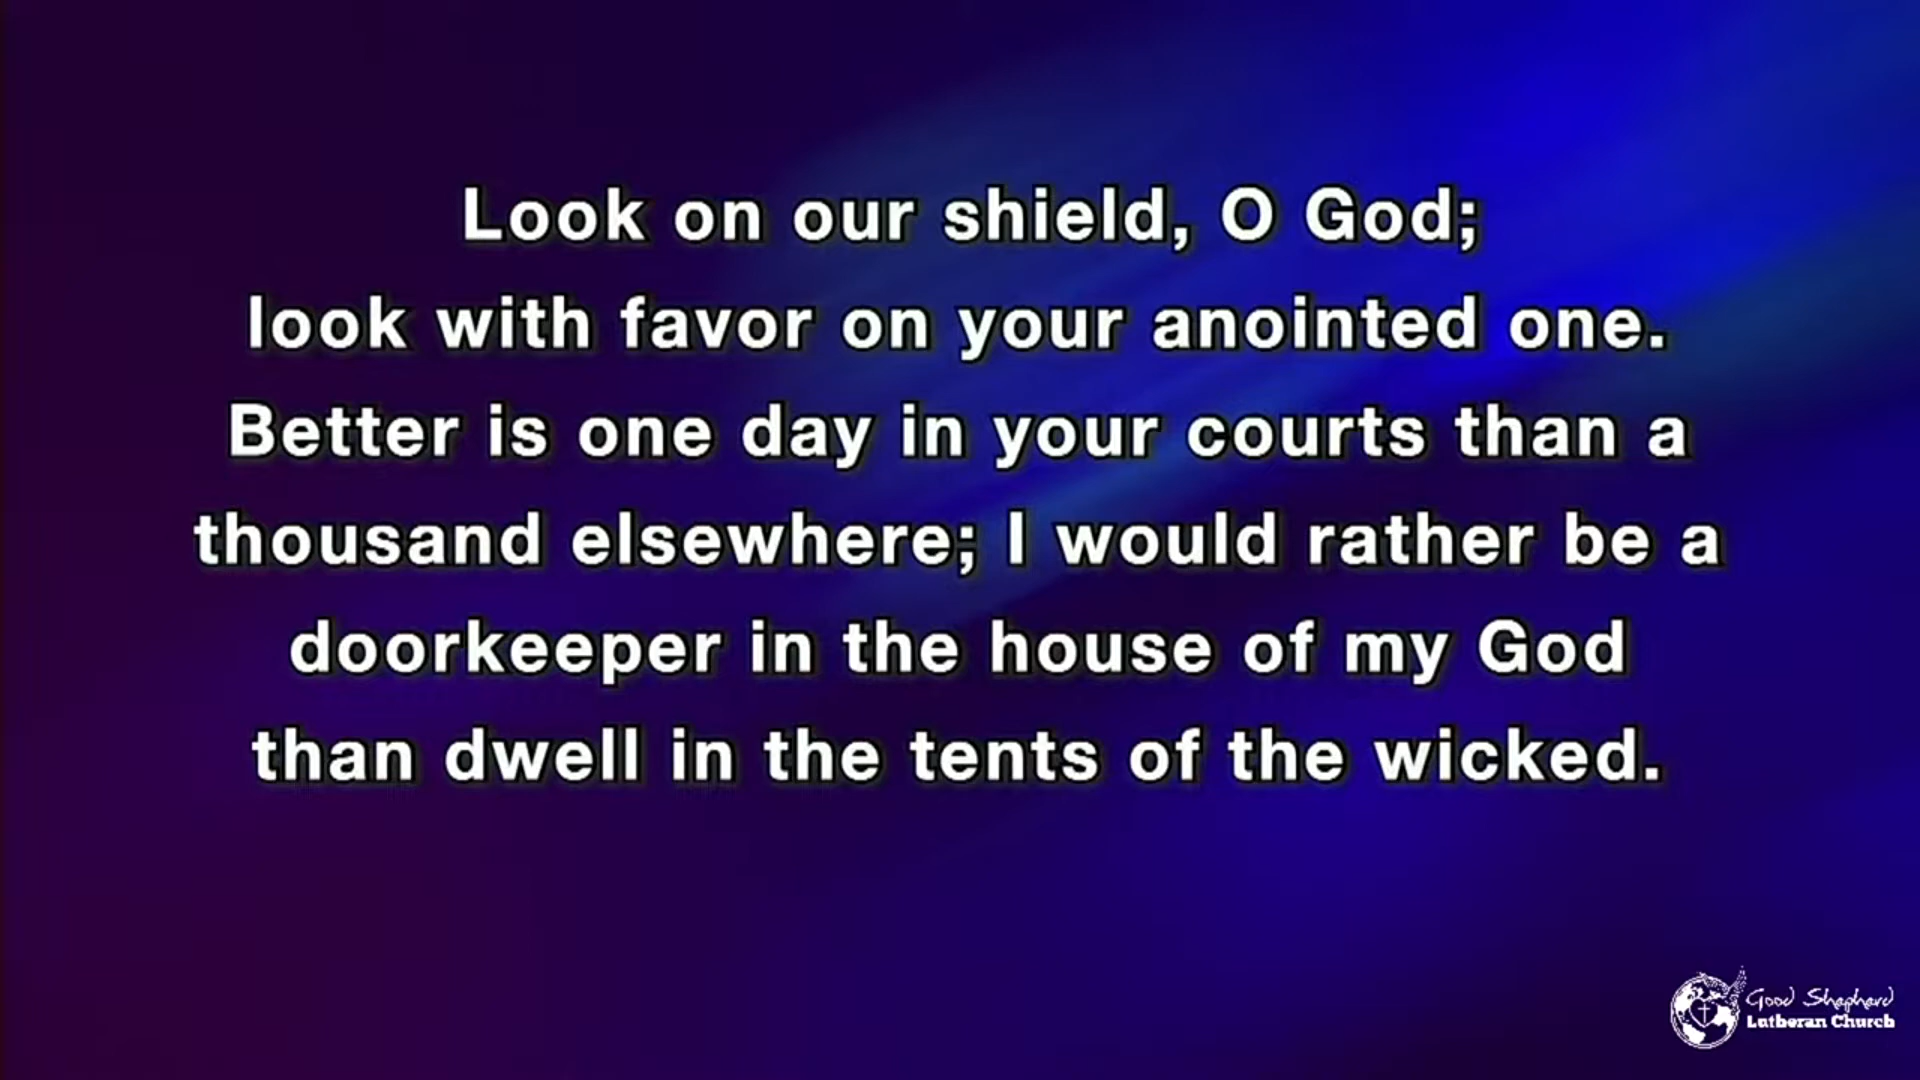 Look on our shield, O God;
look with favor on your anointed one.
Better is one day in your courts than a
thousand elsewhere; I would rather be a
doorkeeper in the house of my God
than dwell in the tents of the wicked.
Good Shepherd
Lutheran Church